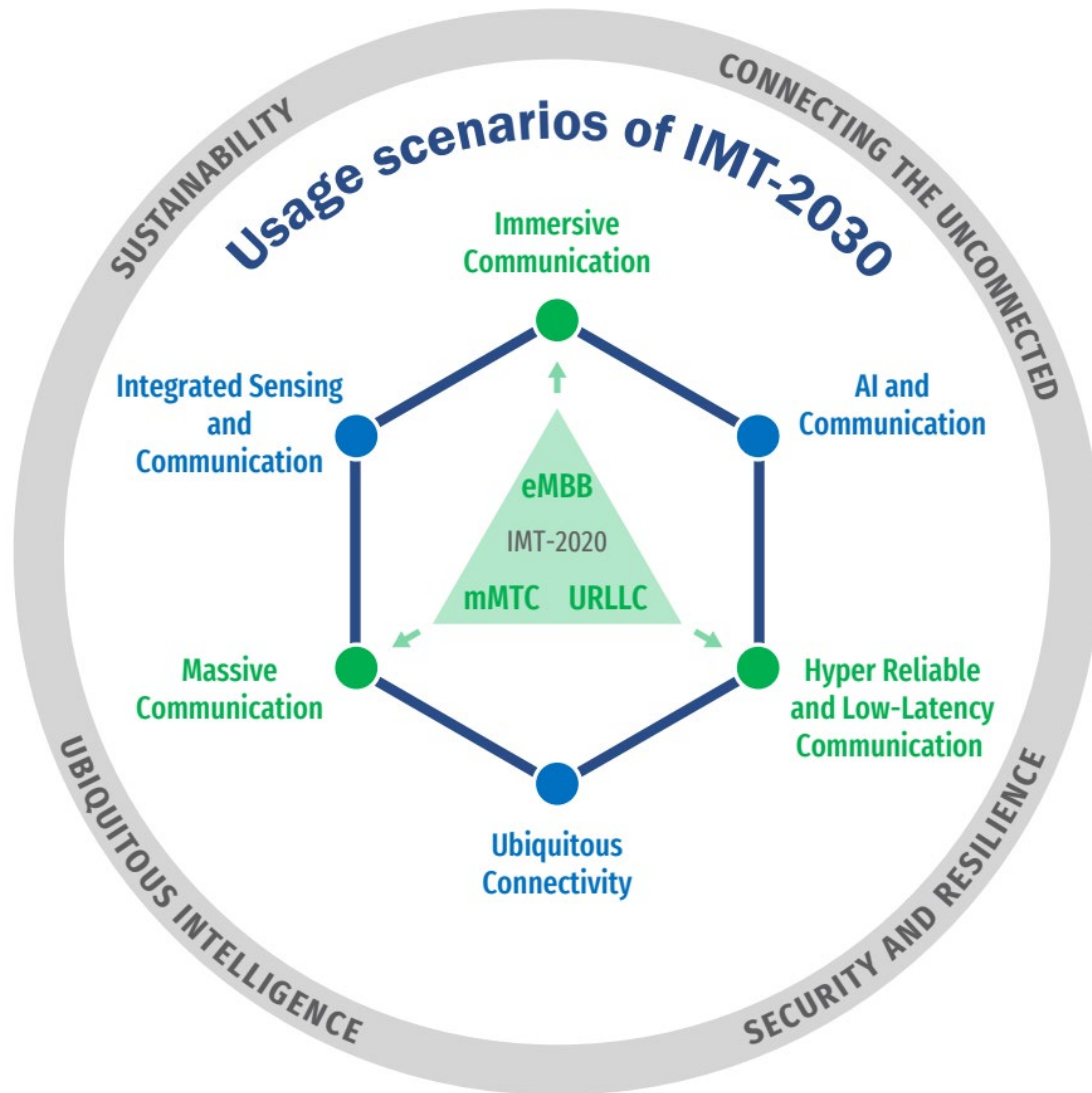 SUSTAINABILITY
CONNECTING THE UNCONNECTED
Usage scenarios of IMT-2030
Immersive
Communication
Integrated Sensing
and
Communication
AI and
Communication
eMBB
IMT-2020
mMTC URLLC
Massive
Communication
Hyper Reliable
and Low-Latency
Communication
Ubiquitous
Connectivity
UBIQUITOUS INTELLIGENCE
SECURITY AND RESILIENCE